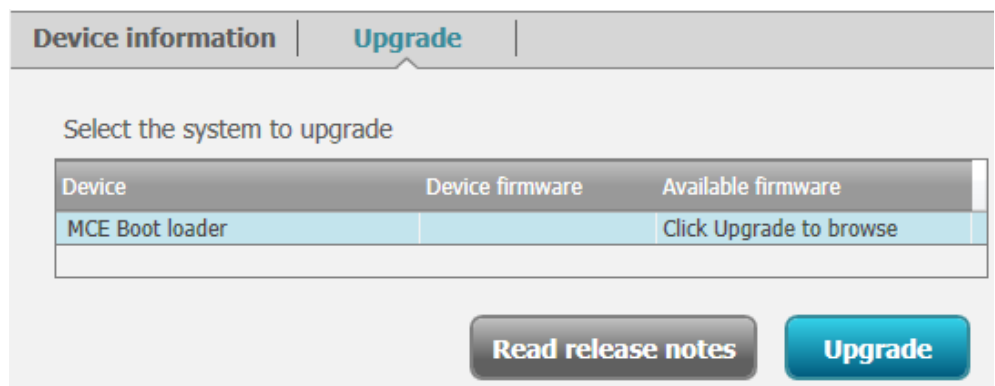 Device information Upgrade
Select the system to upgrade
Device Device firmware Available firmware
MCE Boot loader Click Upgrade to browse
Read release notes Upgrade